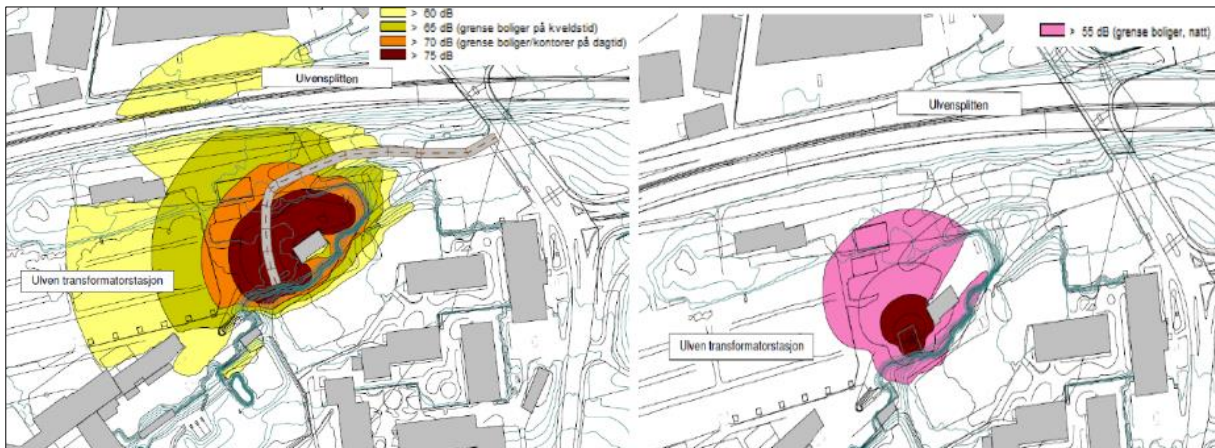 > 60 dB
> 65 dB (grense boliger på kveldstid)
> 70 dB (grense boliger/kontorer på dagtid)
> 75 dB
Ulvensplitten
Ulven transformatorstasjon
> 55 dB (grense boliger, natt)
Ulvensplitten
Ulven transformatorstasjon